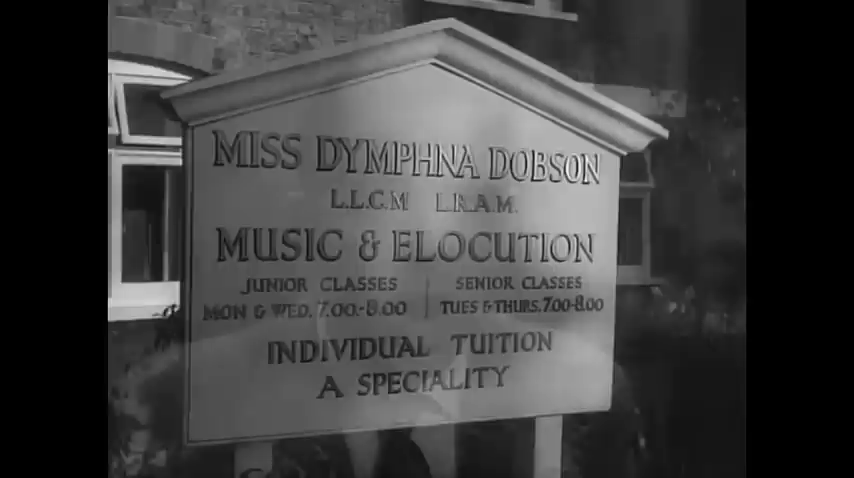 MISS DYMPHNA DOBSON
L.L.C.M L.R.A.M.
MUSIC & ELOCUTION
JUNIOR CLASSES
MON & WED. 7.00.-8.00
SENIOR CLASSES
TUES & THURS. 7.00-8.00
INDIVIDUAL TUITION
A SPECIALITY